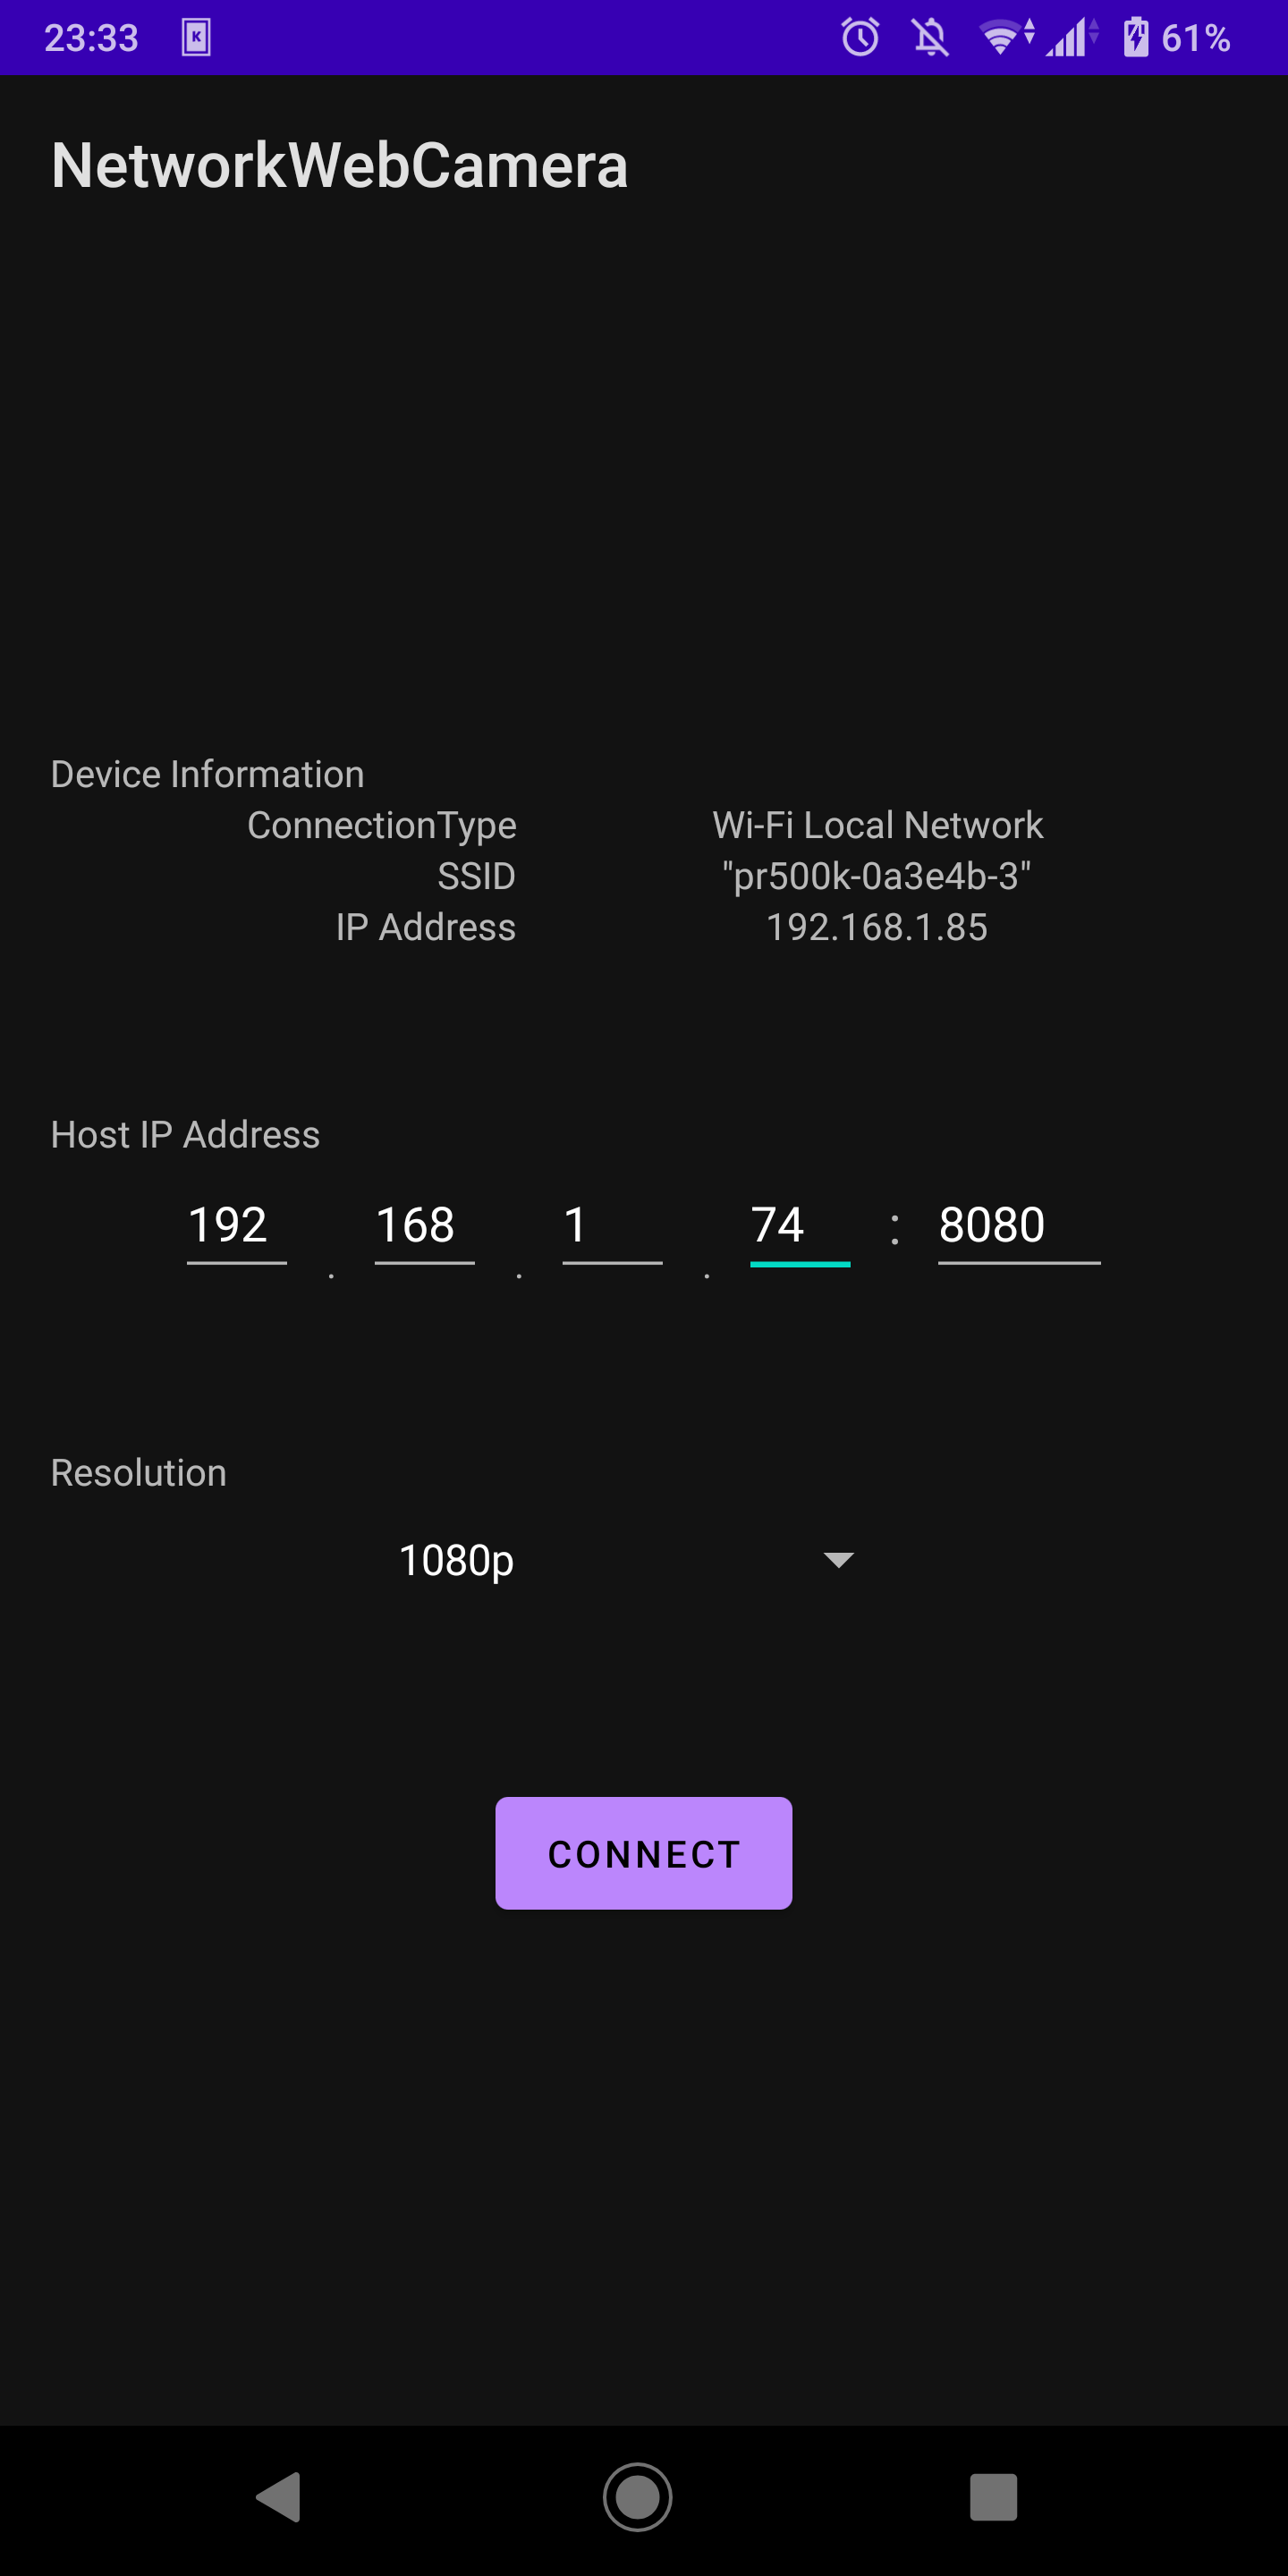 23:33 K 61%
NetworkWebCamera
Device Information
ConnectionType Wi-Fi Local Network
SSID "pr500k-0a3e4b-3"
IP Address 192.168.1.85
Host IP Address
192 . 168 . 1 . 74 : 8080
Resolution
1080p
CONNECT